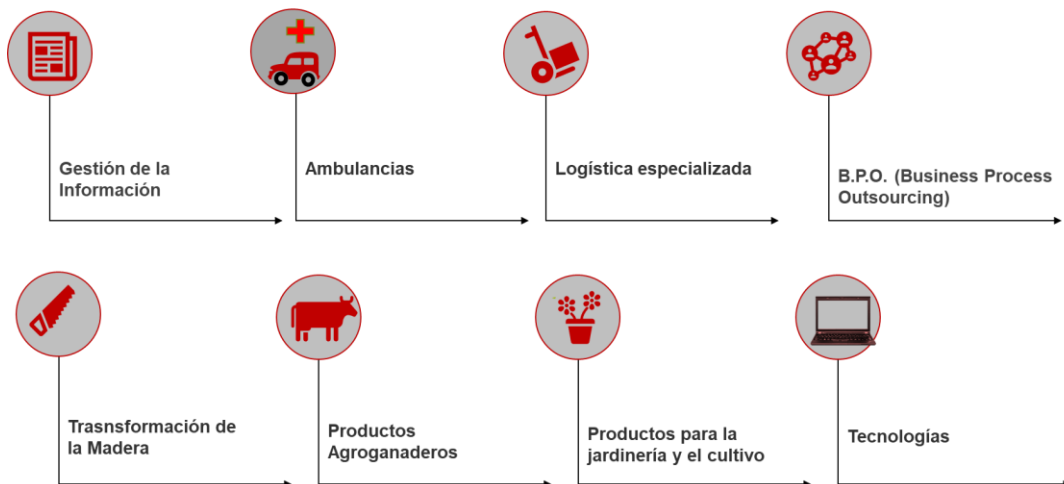 Gestión de la
Información
Ambulancias
Logística especializada
B.P.O. (Business Process
Outsourcing)
Trasnsformación de
la Madera
Productos
Agroganaderos
Productos para la
jardinería y el cultivo
Tecnologías